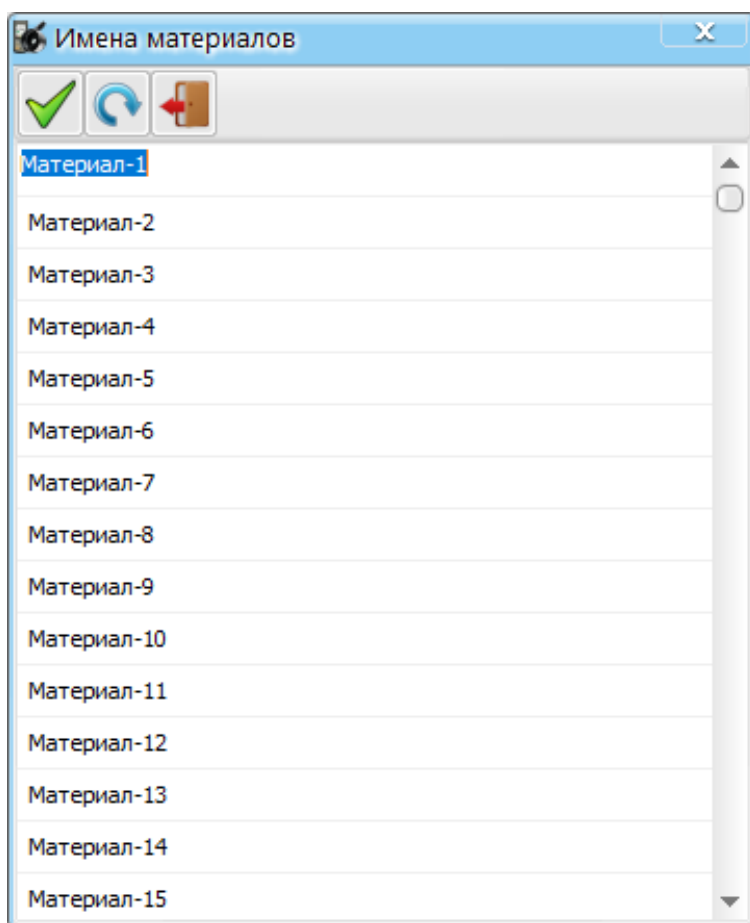 Имена материалов
Материал-1
Материал-2
Материал-3
Материал-4
Материал-5
Материал-6
Материал-7
Материал-8
Материал-9
Материал-10
Материал-11
Материал-12
Материал-13
Материал-14
Материал-15